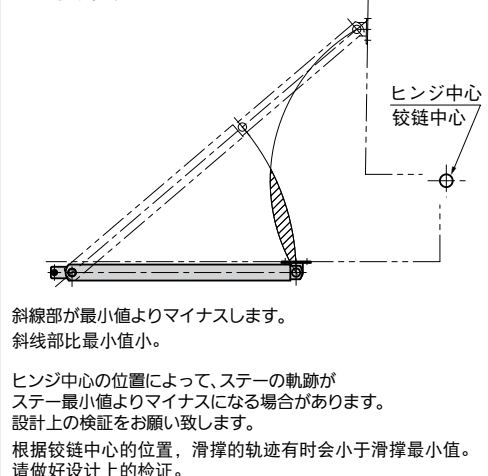 ヒンジ中心
铰链中心
斜線部が最小値よりマイナスします。
斜线部比最小值小。
ヒンジ中心の位置によって、ステーの軌跡が
ステー最小値よりマイナスになる場合があります。
設計上の検証をお願い致します。
根据铰链中心的位置，滑撑的轨迹有时会小于滑撑最小值。
请做好设计上的检证。